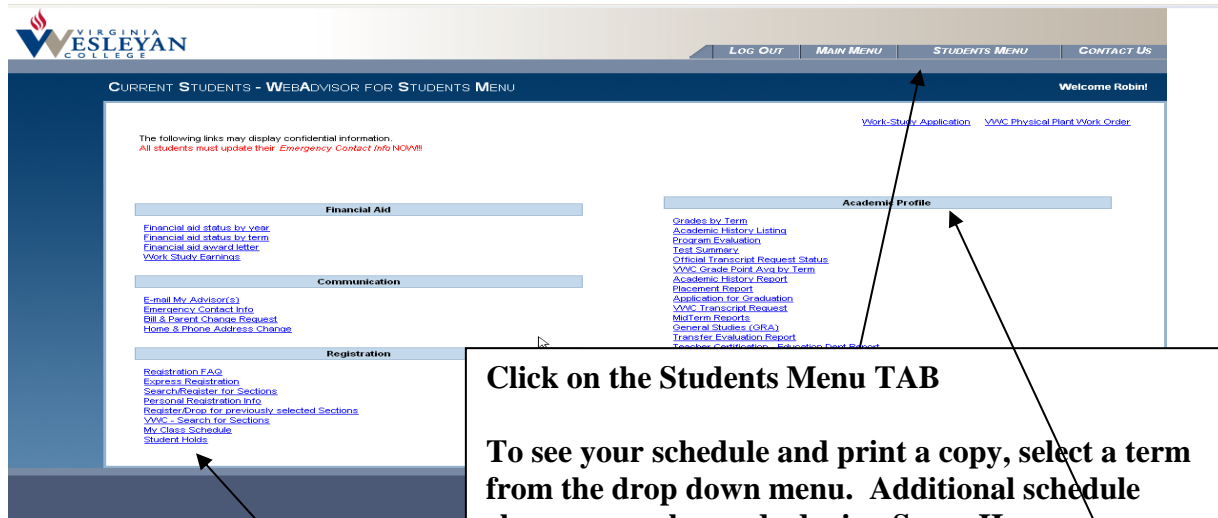 VIRGINIA
WESLEYAN
COLLEGE
LOG OUT MAIN MENU STUDENTS MENU CONTACT US
CURRENT STUDENTS - WEBADVISOR FOR STUDENTS MENU Welcome Robin!
Work-Study Application VWC Physical Plant Work Order
The following links may display confidential information.
All students must update their Emergency Contact Info NOW!!!
Financial Aid
Financial aid status by year
Financial aid status by term
Financial aid award letter
Work Study Earnings
Communication
E-mail My Advisor(s)
Emergency Contact Info
Bill & Parent Change Request
Home & Phone Address Change
Registration
Registration FAQ
Express Registration
Search/Register for Sections
Personal Registration Info
Register/Drop for previously selected Sections
VWC - Search for Sections
My Class Schedule
Student Holds
Academic Profile
Grades by Term
Academic History Listing
Program Evaluation
Test Summary
Official Transcript Request Status
VWC Grade Point Avg by Term
Academic History Report
Placement Report
Application for Graduation
VWC Transcript Request
MidTerm Reports
General Studies (GRA)
Transfer Evaluation Report
Teacher Certification - Education Dept Report
Click on the Students Menu TAB
To see your schedule and print a copy, select a term
from the drop down menu. Additional schedule